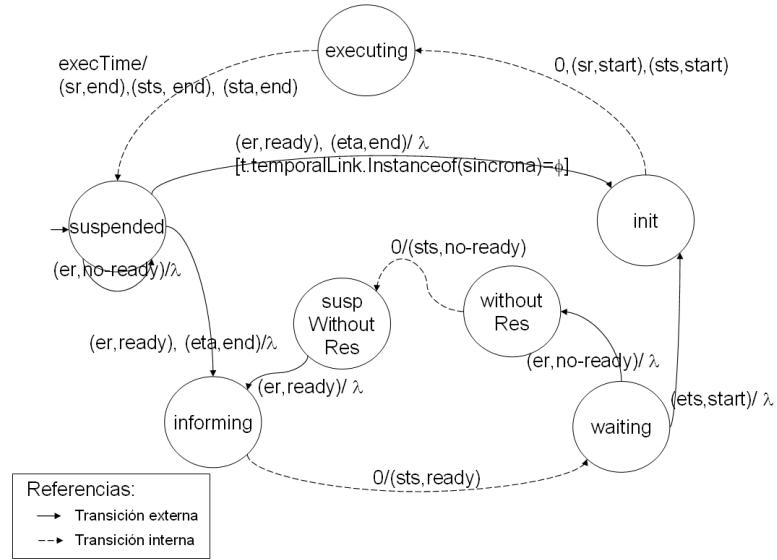 executing
execTime/
(sr,end),(sts, end), (sta,end)
0,(sr,start),(sts,start)
(er,ready), (eta,end)/ λ
[t.temporalLink.Instanceof(sincrona)=ϕ]
suspended
init
(er,no-ready)/λ
0/(sts,no-ready)
susp
Without
Res
without
Res
(er,ready), (eta,end)/λ
(er,no-ready)/ λ
(er,ready)/ λ
(ets,start)/ λ
informing
waiting
0/(sts,ready)
Referencias:
Transición externa
Transición interna